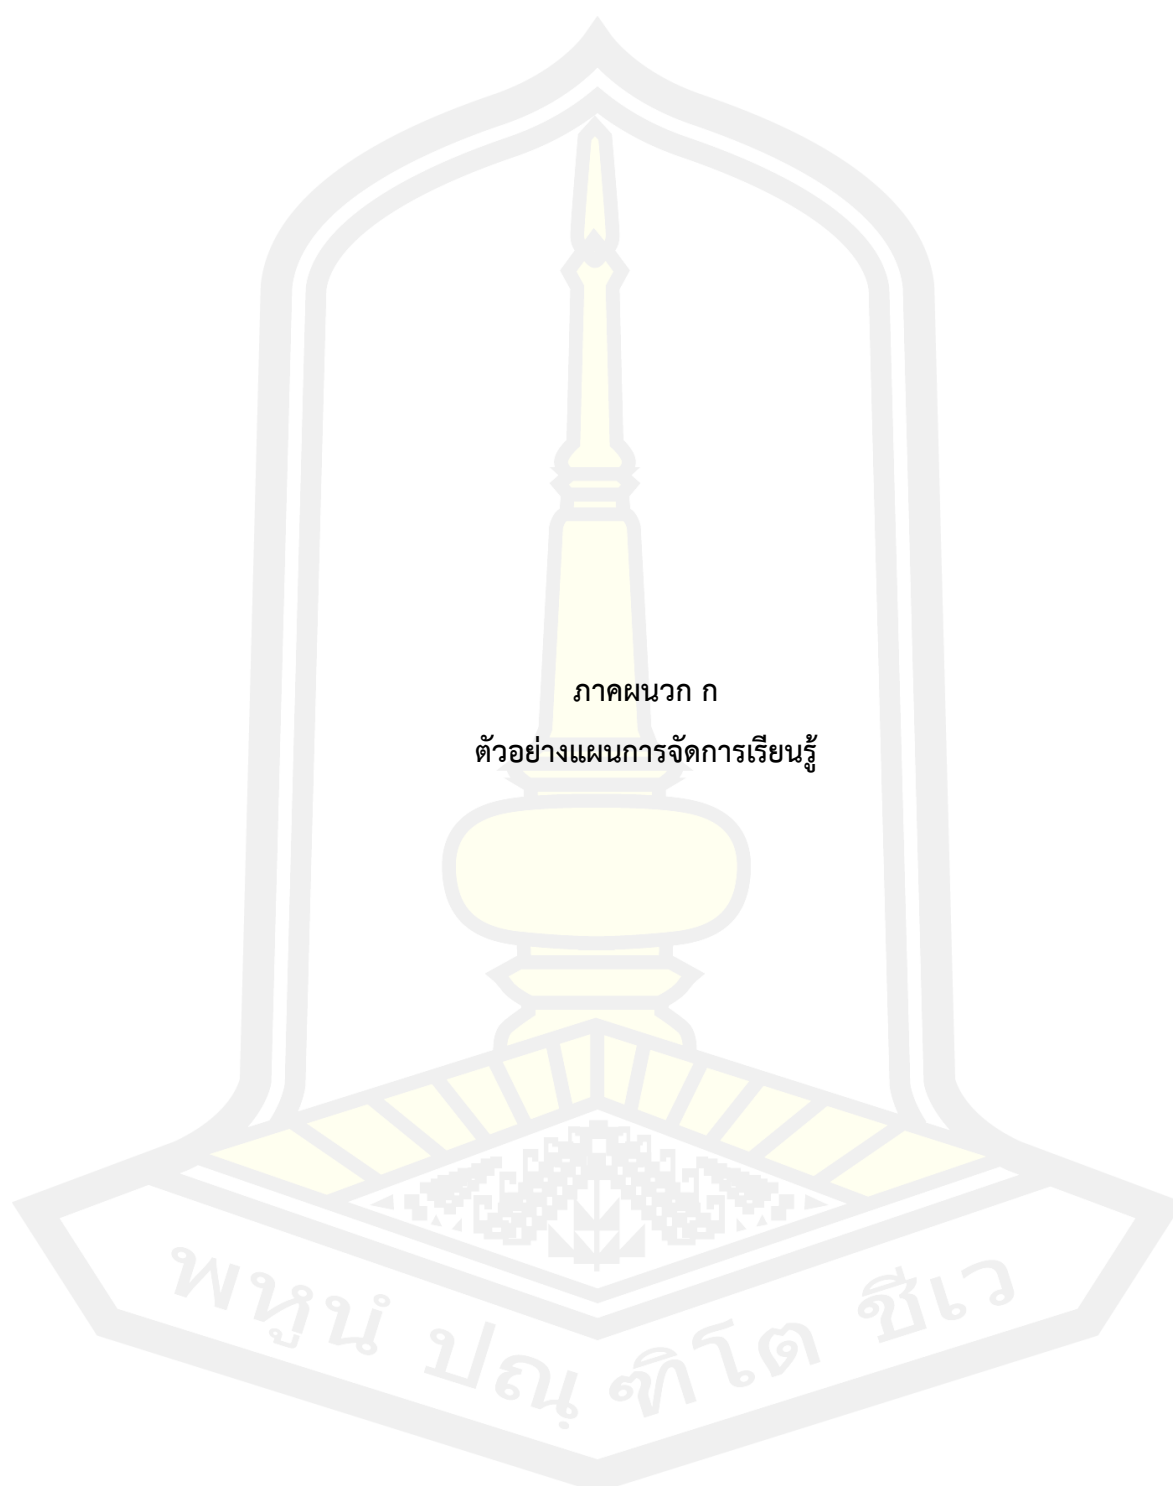 ภาคผนวก ก
ตัวอย่างแผนการจัดการเรียนรู้
พหูนํ ปณฺฑิโต ชีเว